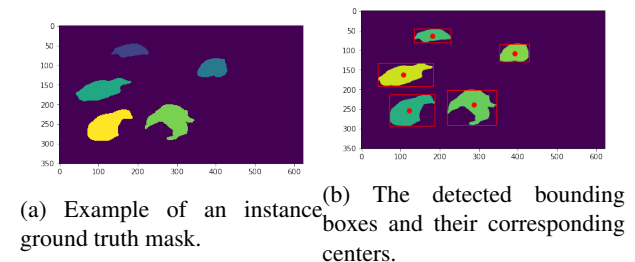 0
50
100
150
200
250
300
350
0 100 200 300 400 500 600
(a) Example of an instance
ground truth mask.
0
50
100
150
200
250
300
350
0 100 200 300 400 500 600
(b) The detected bounding
boxes and their corresponding
centers.